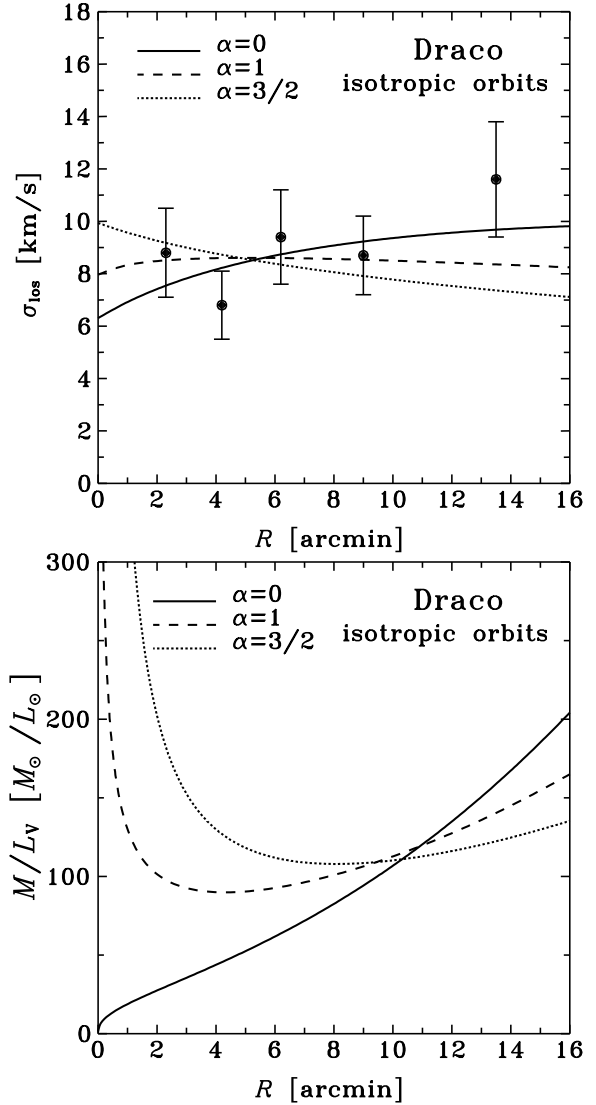 18
16
14
12
10
8
6
4
2
0
σlos [km/s]
α=0
α=1
α=3/2
Draco
isotropic orbits
0 2 4 6 8 10 12 14 16
R [arcmin]
300
200
100
0
M/LV [M⊙/L⊙]
α=0
α=1
α=3/2
Draco
isotropic orbits
0 2 4 6 8 10 12 14 16
R [arcmin]